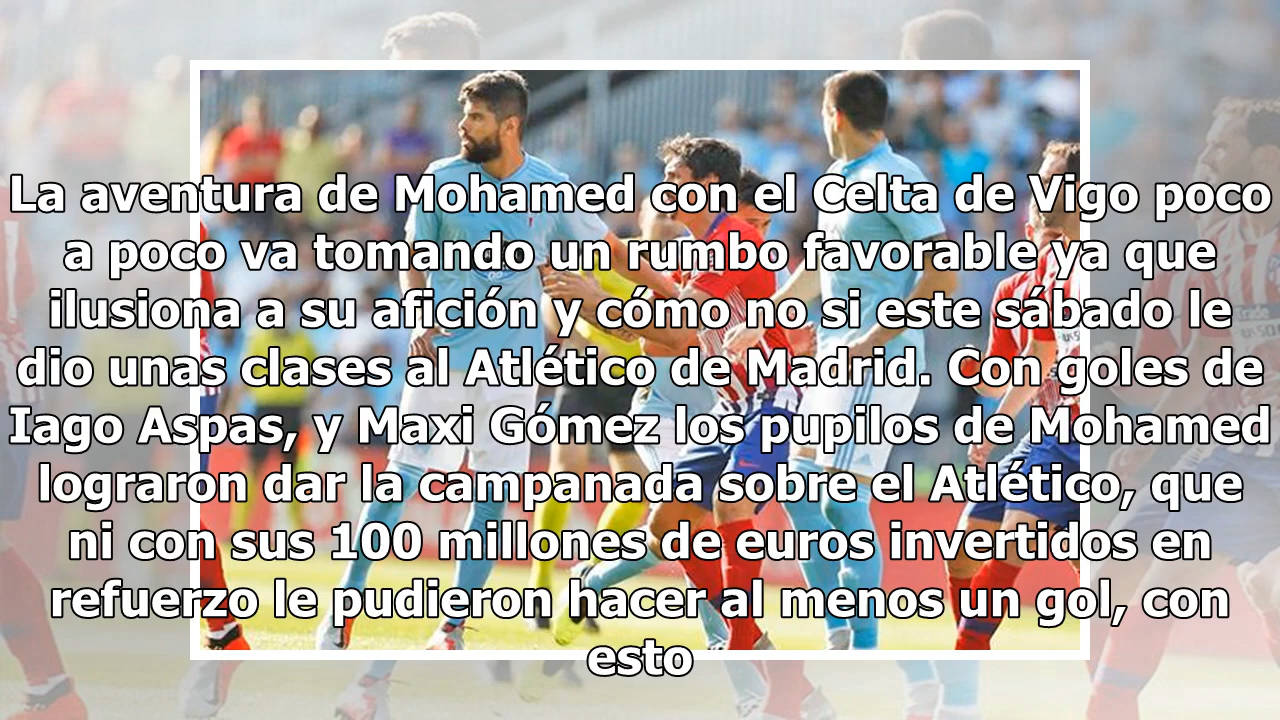 La aventura de Mohamed con el Celta de Vigo poco
a poco va tomando un rumbo favorable ya que
ilusiona a su afición y cómo no si este sábado le
dio unas clases al Atlético de Madrid. Con goles de
Iago Aspas, y Maxi Gómez los pupilos de Mohamed
lograron dar la campanada sobre el Atlético, que
ni con sus 100 millones de euros invertidos en
refuerzo le pudieron hacer al menos un gol, con
esto